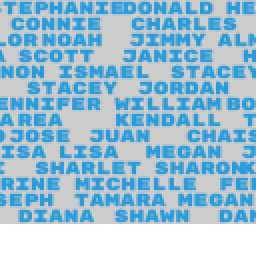 STEPHANIE DONALD HE
CONNIE CHARLES
LOR NOAH JIMMY ALM
A SCOTT JANICE H
NON ISMAEL STACEY
STACEY JORDAN
ENNIFER WILLIAM BO
AREA KENDALL T
JOSE JUAN CHAIS
ISA LISA MEGAN J
I SHARLET SHARON K
RINE MICHELLE FE
SEPH TAMARA MEGAN
DIANA SHAWN DAN